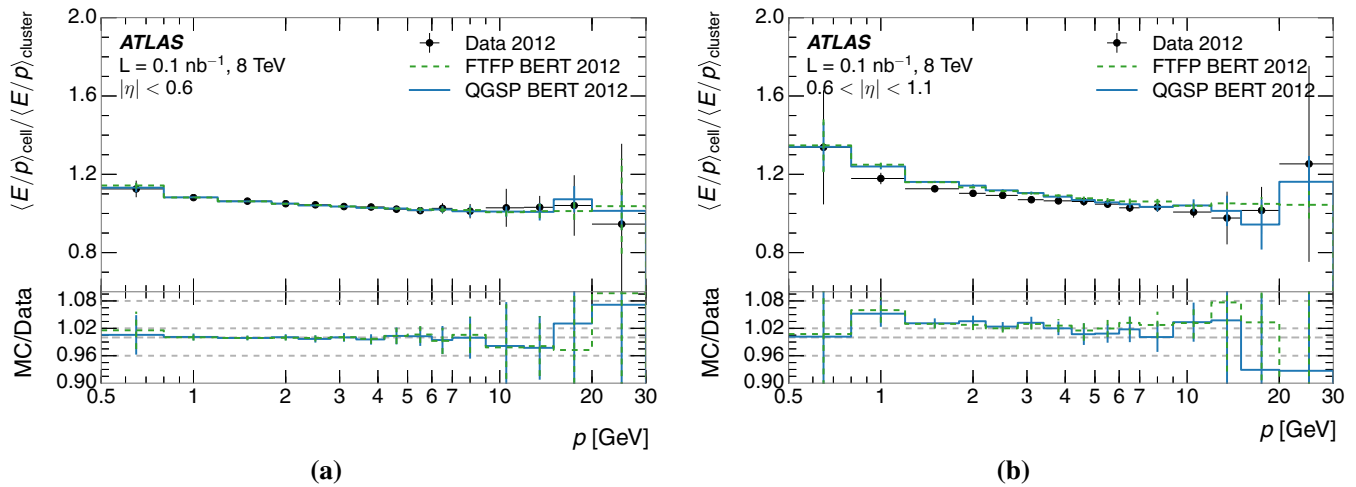 ⟨E/p⟩cell/⟨E/p⟩cluster
2.0
1.6
1.2
0.8
ATLAS
L = 0.1 nb⁻¹, 8 TeV
|η| < 0.6
Data 2012
FTFP BERT 2012
QGSP BERT 2012
MC/Data
1.08
1.02
0.96
0.90
0.5 1 2 3 4 5 6 7 10 20 30
p [GeV]
(a)
⟨E/p⟩cell/⟨E/p⟩cluster
2.0
1.6
1.2
0.8
ATLAS
L = 0.1 nb⁻¹, 8 TeV
0.6 < |η| < 1.1
Data 2012
FTFP BERT 2012
QGSP BERT 2012
MC/Data
1.08
1.02
0.96
0.90
0.5 1 2 3 4 5 6 7 10 20 30
p [GeV]
(b)